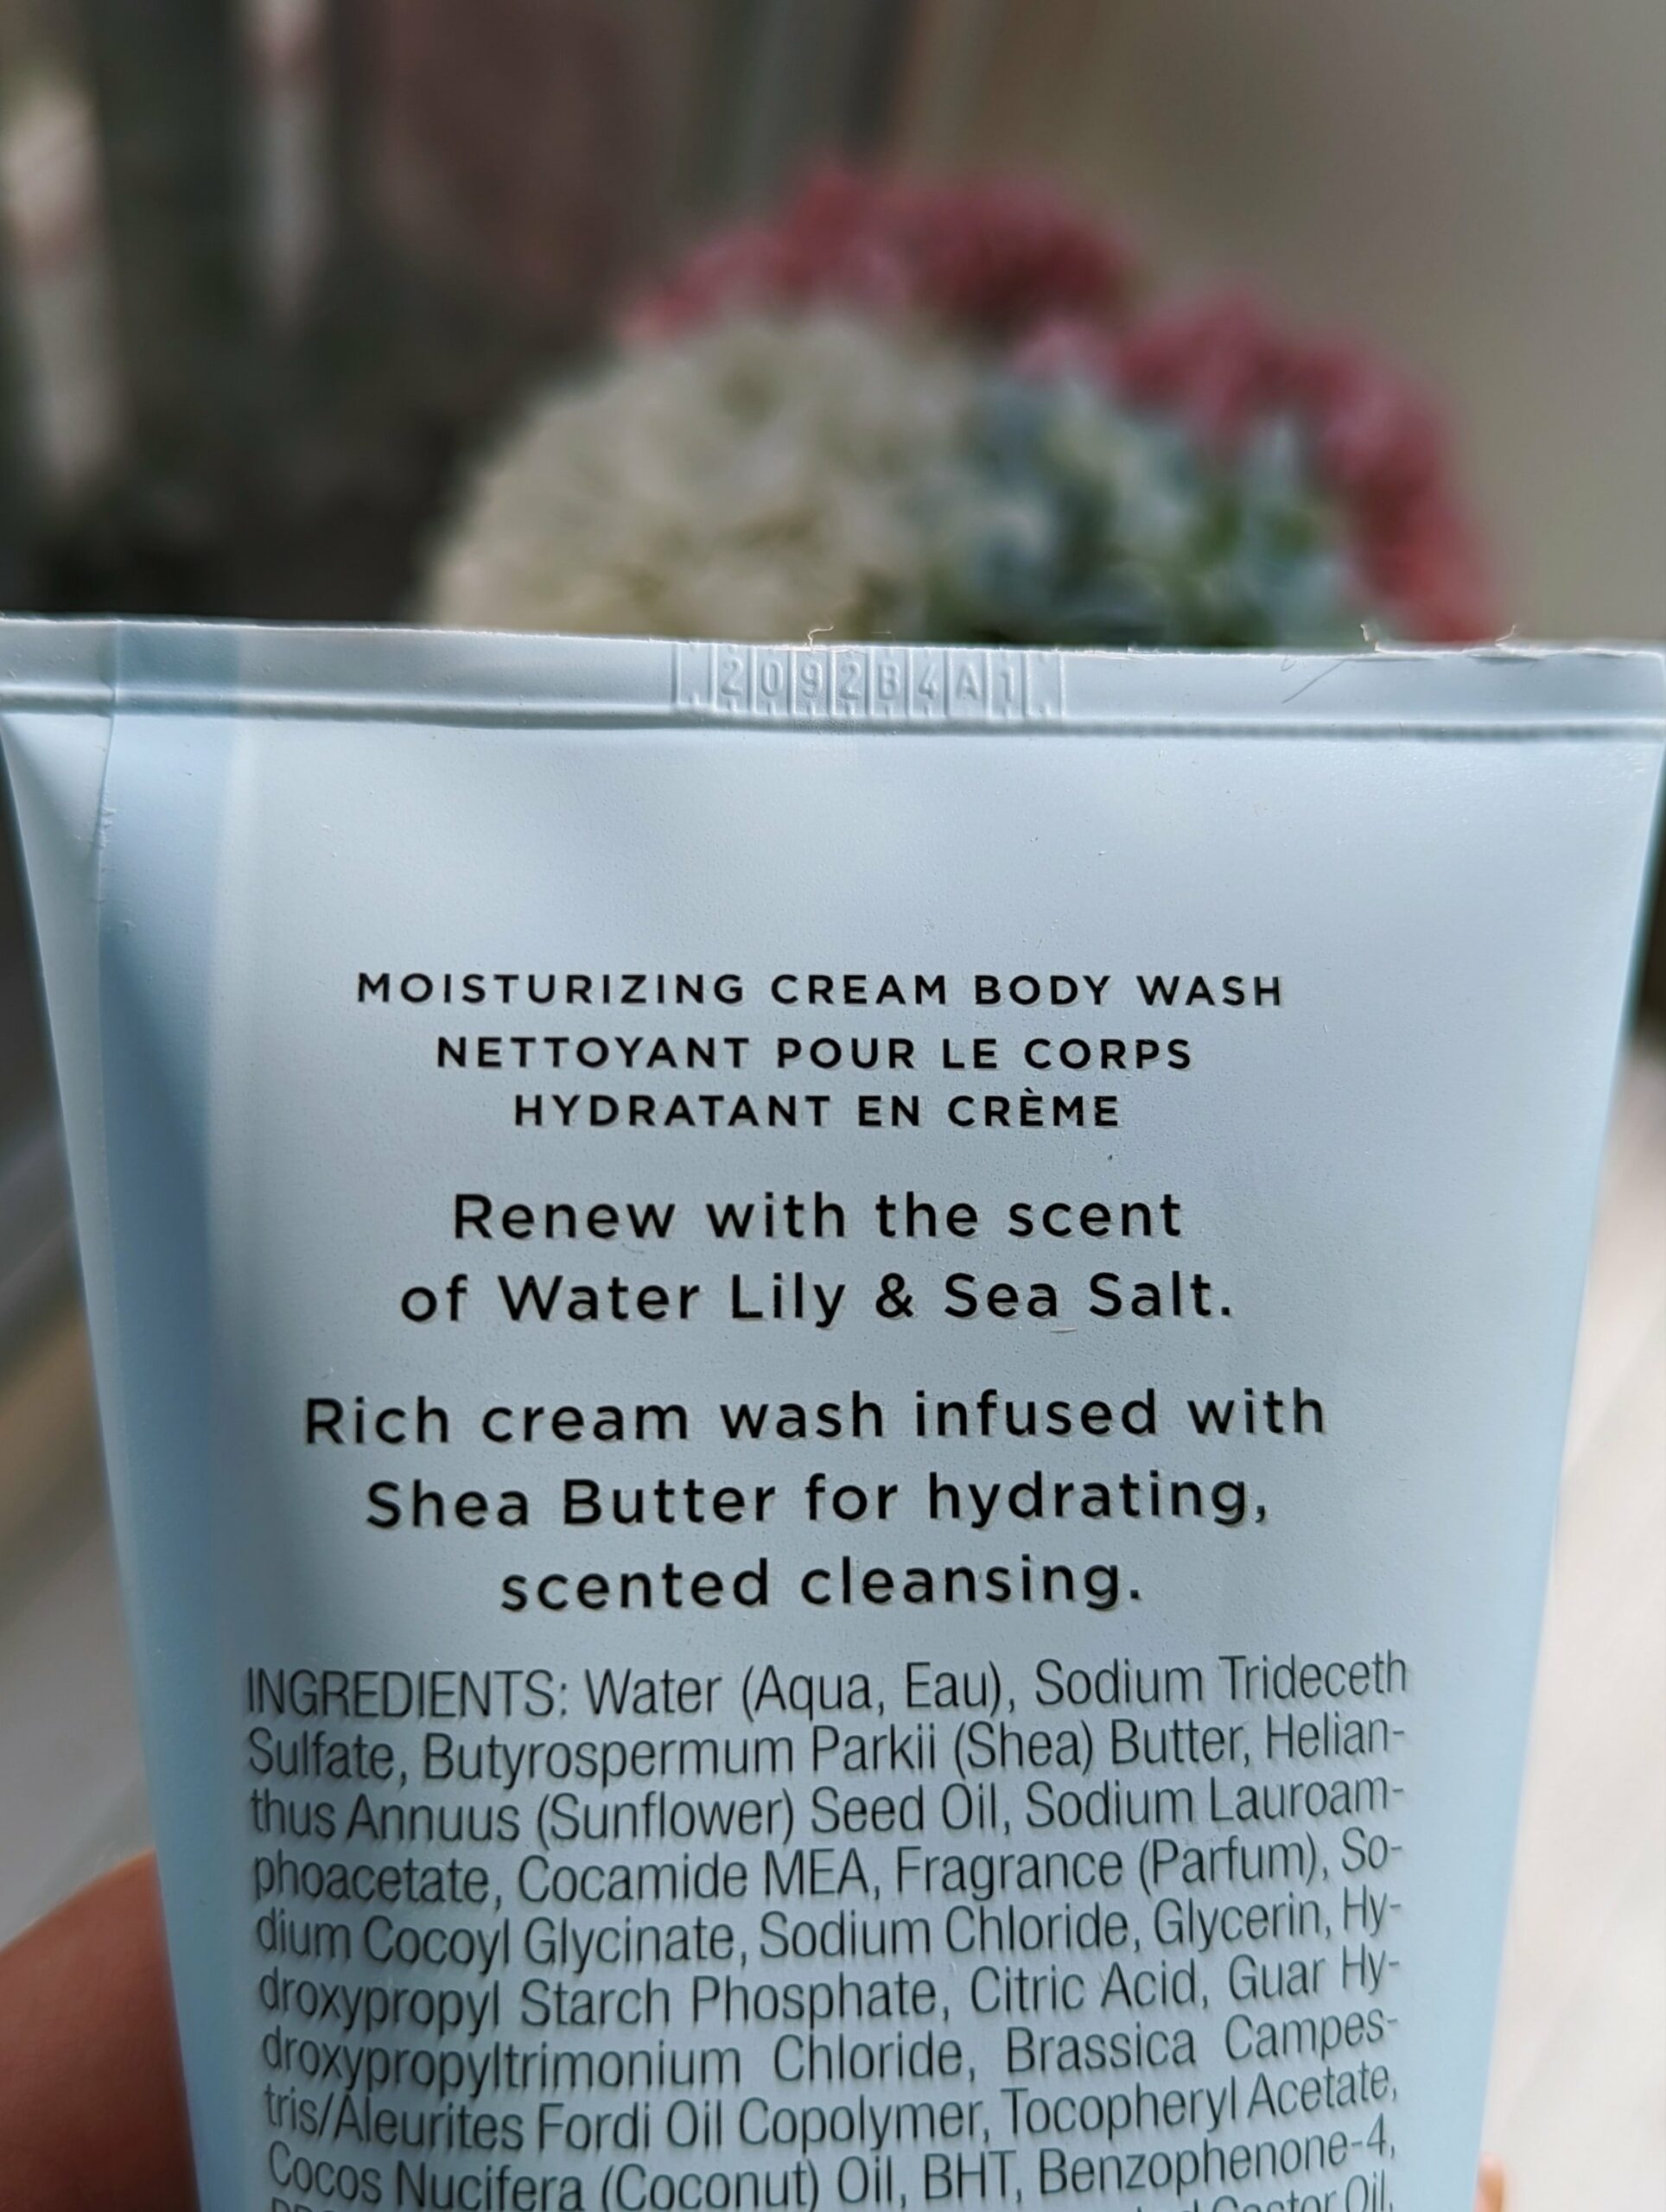 2092B4A1
MOISTURIZING CREAM BODY WASH
NETTOYANT POUR LE CORPS
HYDRATANT EN CRÈME
Renew with the scent
of Water Lily & Sea Salt.
Rich cream wash infused with
Shea Butter for hydrating,
scented cleansing.
INGREDIENTS: Water (Aqua, Eau), Sodium Trideceth
Sulfate, Butyrospermum Parkii (Shea) Butter, Helian-
thus Annuus (Sunflower) Seed Oil, Sodium Lauroam-
phoacetate, Cocamide MEA, Fragrance (Parfum), So-
dium Cocoyl Glycinate, Sodium Chloride, Glycerin, Hy-
droxypropyl Starch Phosphate, Citric Acid, Guar Hy-
droxypropyltrimonium Chloride, Brassica Campes-
tris/Aleurites Fordi Oil Copolymer, Tocopheryl Acetate,
Cocos Nucifera (Coconut) Oil, BHT, Benzophenone-4,
Castor Oil,